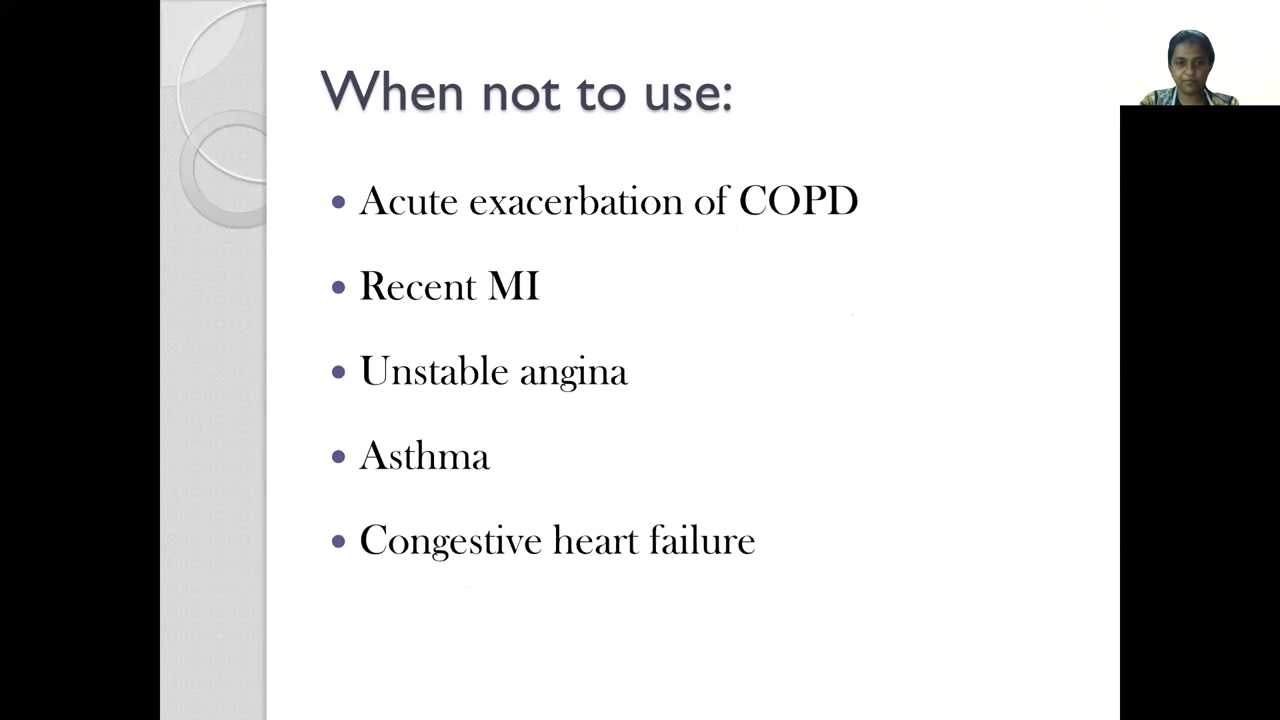 When not to use:
• Acute exacerbation of COPD
• Recent MI
• Unstable angina
• Asthma
• Congestive heart failure